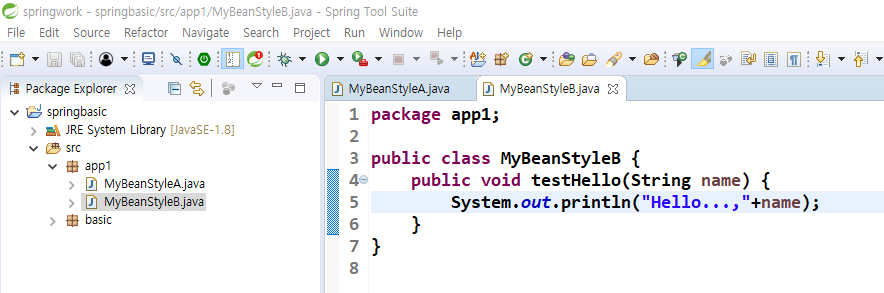 springwork - springbasic/src/app1/MyBeanStyleB.java - Spring Tool Suite
File Edit Source Refactor Navigate Search Project Run Window Help
Package Explorer
springbasic
JRE System Library [JavaSE-1.8]
src
app1
MyBeanStyleA.java
MyBeanStyleB.java
basic
MyBeanStyleA.java MyBeanStyleB.java
1 package app1;
2
3 public class MyBeanStyleB {
4 public void testHello(String name) {
5 System.out.println("Hello...,"+name);
6 }
7 }
8